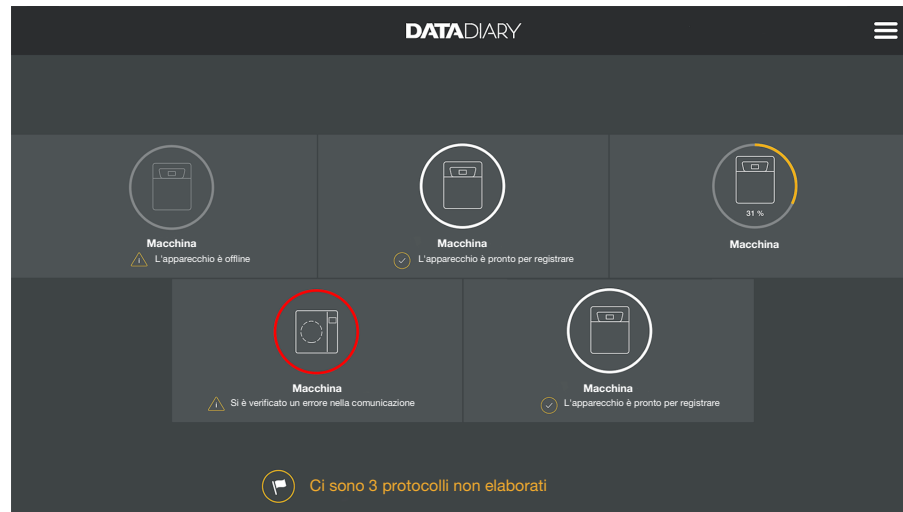 DATADIARY
31 %
Macchina
L'apparecchio è offline
Macchina
L'apparecchio è pronto per registrare
Macchina
Macchina
Si è verificato un errore nella comunicazione
Macchina
L'apparecchio è pronto per registrare
Ci sono 3 protocolli non elaborati